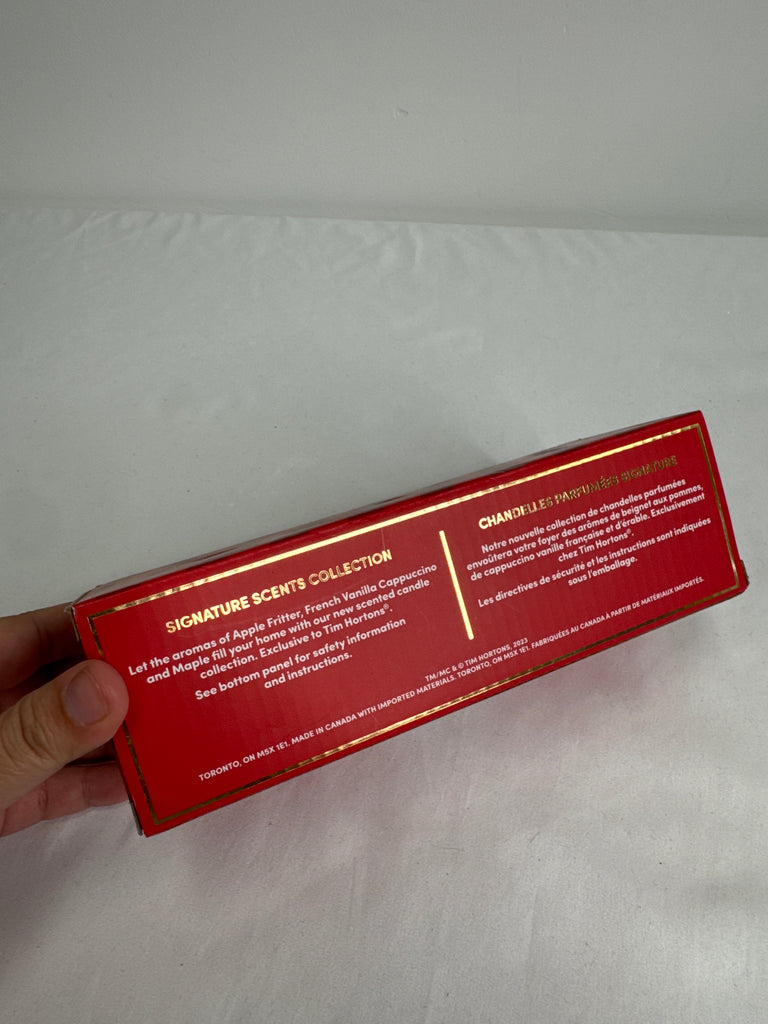 SIGNATURE SCENTS COLLECTION
Let the aromas of Apple Fritter, French Vanilla Cappuccino
and Maple fill your home with our new scented candle
collection. Exclusive to Tim Hortons®.
See bottom panel for safety information
and instructions.
CHANDELLES PARFUMÉES SIGNATURE
Notre nouvelle collection de chandelles parfumées
envoûtera votre foyer des arômes de beignet aux pommes,
de cappuccino vanille française et d'érable. Exclusivement
chez Tim Hortons®.
Les directives de sécurité et les instructions sont indiquées
sous l'emballage.
TM/MC & © TIM HORTONS, 2023
TORONTO, ON M5X 1E1. MADE IN CANADA WITH IMPORTED MATERIALS. TORONTO, ON M5X 1E1. FABRIQUÉES AU CANADA À PARTIR DE MATÉRIAUX IMPORTÉS.